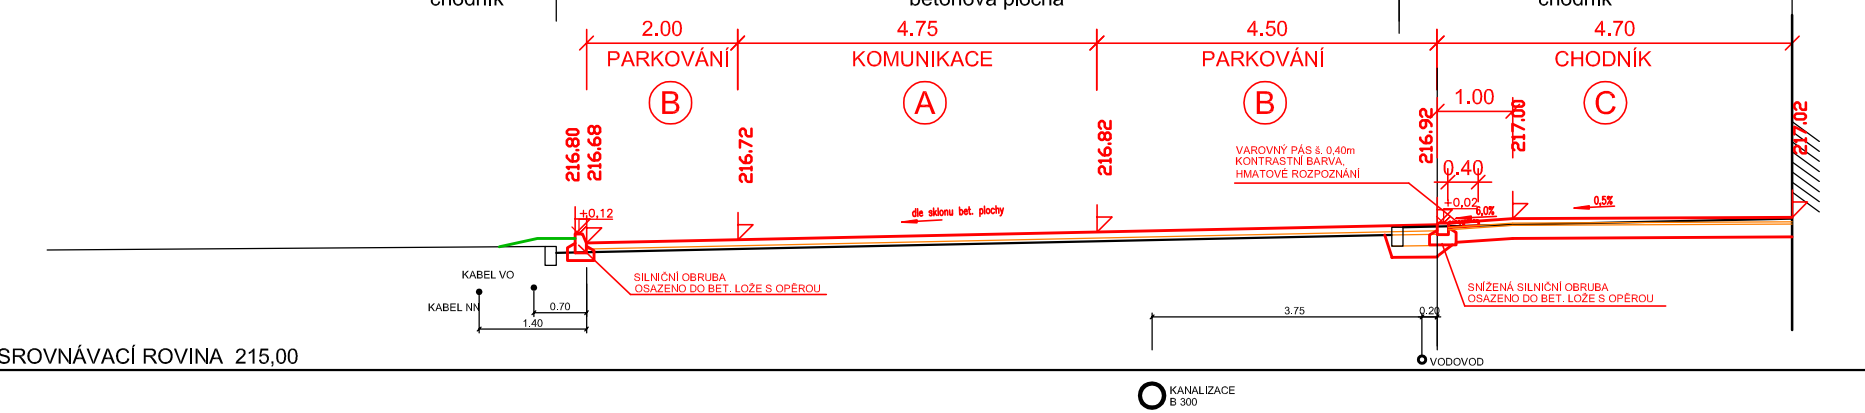 chodník betonová plocha chodník
2.00 4.75 4.50 4.70
PARKOVÁNÍ KOMUNIKACE PARKOVÁNÍ CHODNÍK
B A B C
1.00
216.80 216.68 216.72 216.82 216.92 217.00 217.02
VAROVNÝ PÁS š. 0,40m
KONTRASTNÍ BARVA,
HMATOVÉ ROZPOZNÁNÍ
0.40
+0,12 dle sklonu bet. plochy +0,02 6,0% 0,5%
KABEL VO
KABEL NN
SILNIČNÍ OBRUBA
OSAZENO DO BET. LOŽE S OPĚROU
SNÍŽENÁ SILNIČNÍ OBRUBA
OSAZENO DO BET. LOŽE S OPĚROU
0.70
1.40
3.75 0.20
SROVNÁVACÍ ROVINA 215,00
VODOVOD
KANALIZACE
B 300